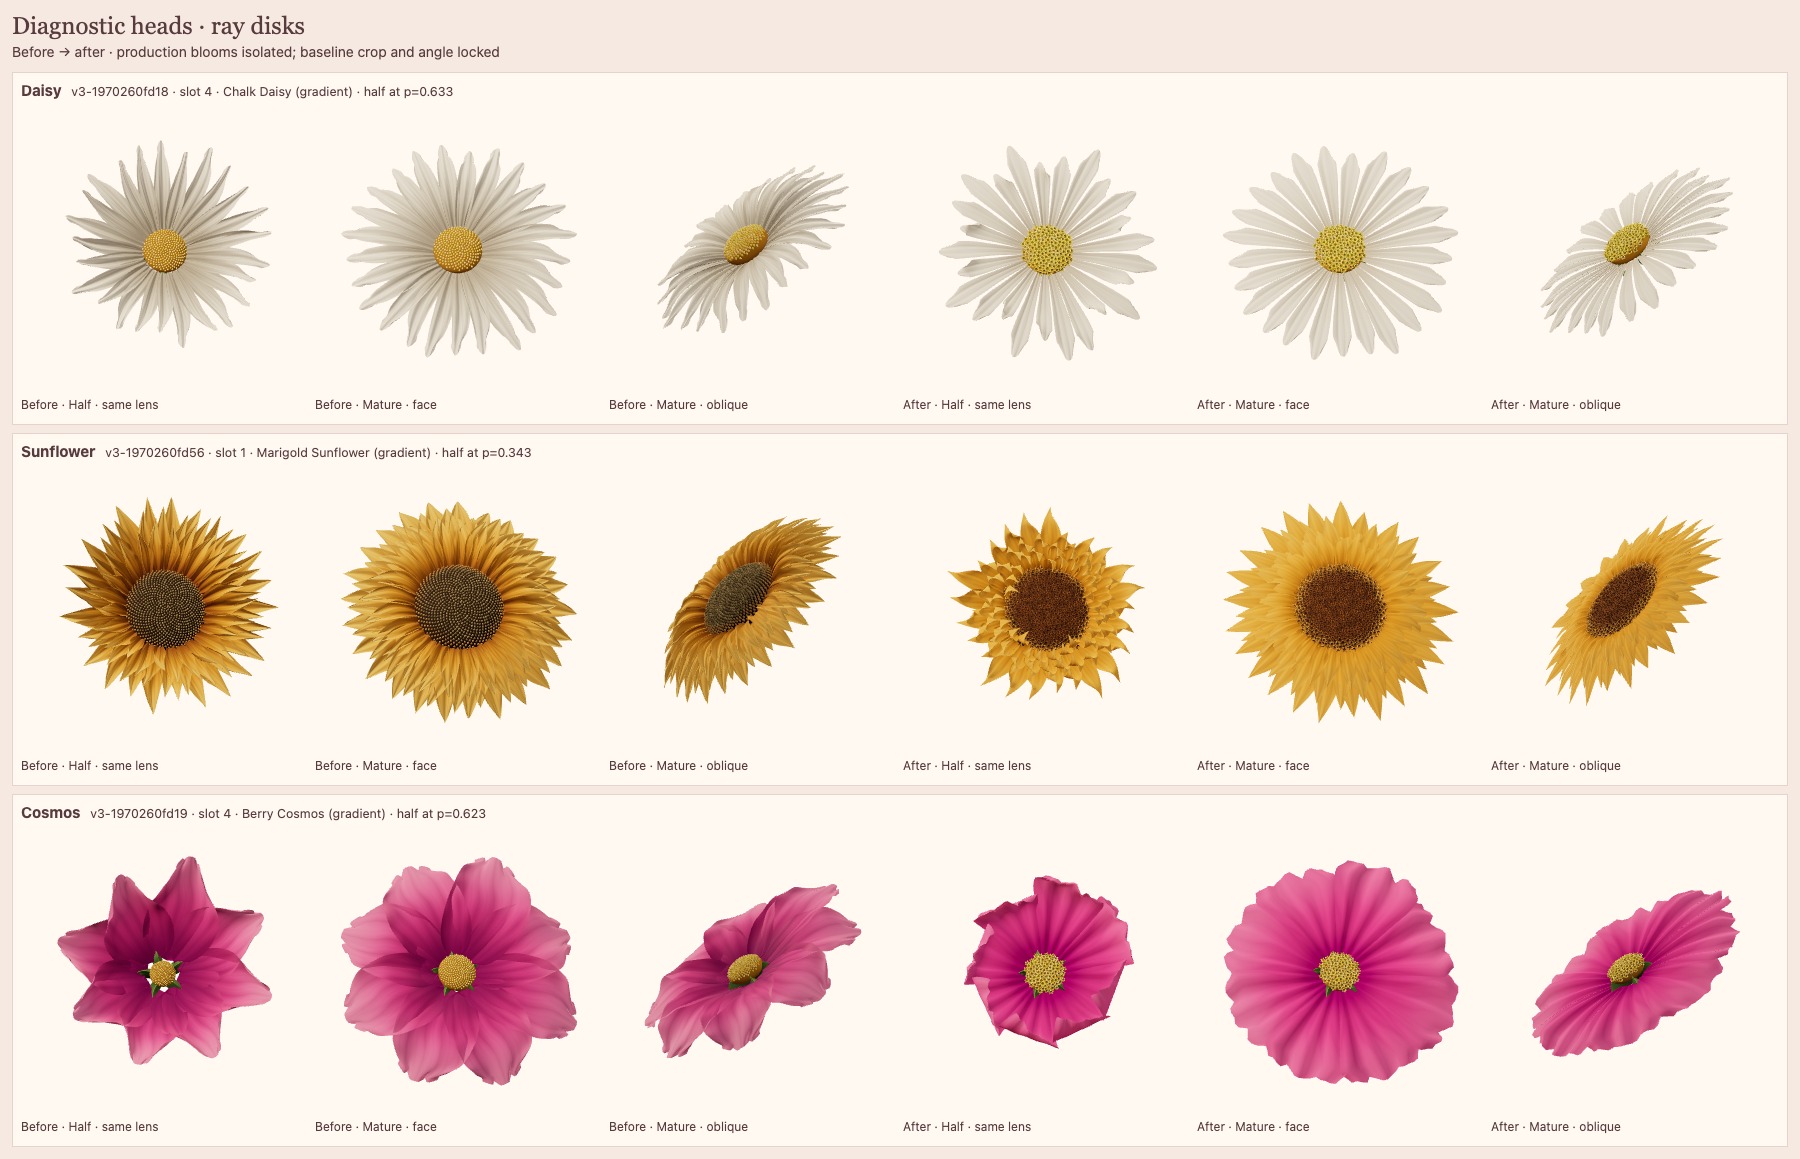 Diagnostic heads · ray disks
Before → after · production blooms isolated; baseline crop and angle locked
Daisy v3-1970260fd18 · slot 4 · Chalk Daisy (gradient) · half at p=0.633
Before · Half · same lens
Before · Mature · face
Before · Mature · oblique
After · Half · same lens
After · Mature · face
After · Mature · oblique
Sunflower v3-1970260fd56 · slot 1 · Marigold Sunflower (gradient) · half at p=0.343
Before · Half · same lens
Before · Mature · face
Before · Mature · oblique
After · Half · same lens
After · Mature · face
After · Mature · oblique
Cosmos v3-1970260fd19 · slot 4 · Berry Cosmos (gradient) · half at p=0.623
Before · Half · same lens
Before · Mature · face
Before · Mature · oblique
After · Half · same lens
After · Mature · face
After · Mature · oblique